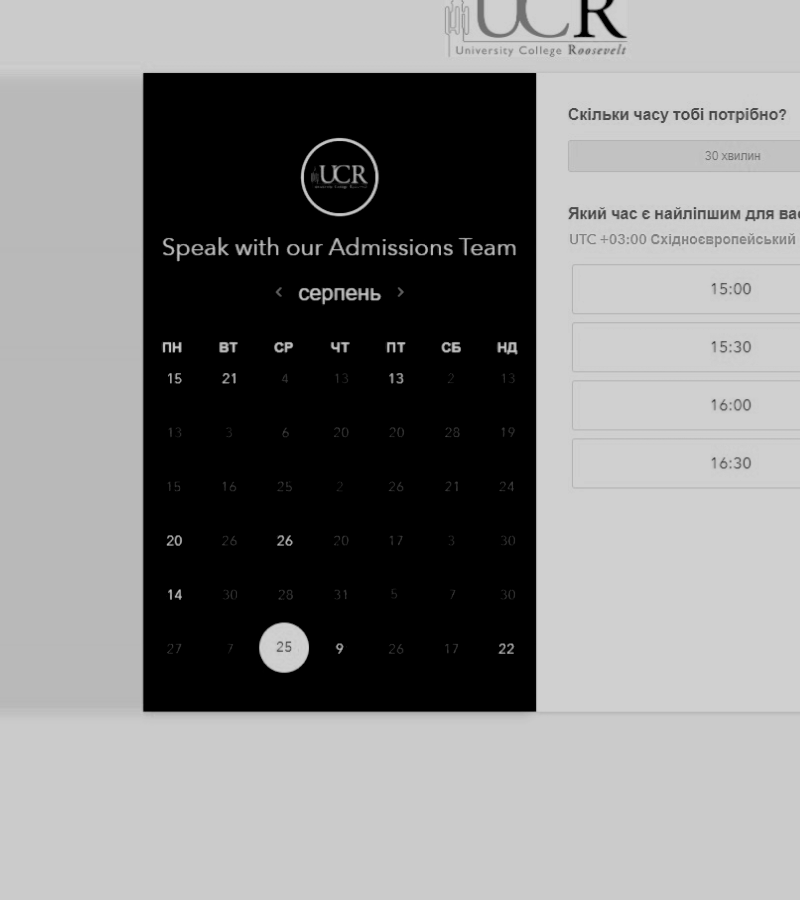 UCR
University College Roosevelt
UCR
University College Roosevelt
Speak with our Admissions Team
серпень
ПН ВТ СР ЧТ ПТ СБ НД
15 21 4 13 13 2 13
13 3 6 20 20 28 19
15 16 25 2 26 21 24
20 26 26 20 17 3 30
14 30 28 31 5 7 30
27 7 25 9 26 17 22
Скільки часу тобі потрібно?
30 хвилин
Який час є найліпшим для вас
UTC +03:00 Східноєвропейський
15:00
15:30
16:00
16:30